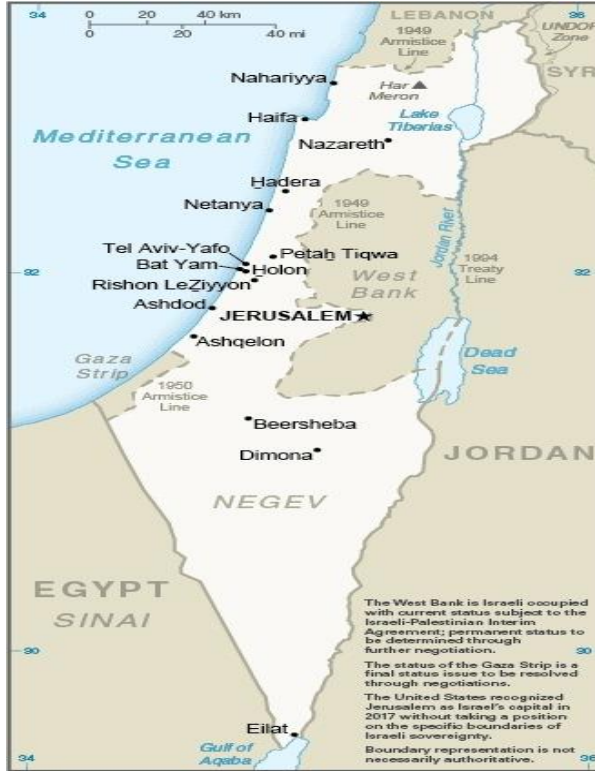 34
0 20 40 km
0 20 40 mi
LEBANON
36
1949
Armistice
Line
UNDOF
Zone
SYR
Nahariyya
Har
Meron
Haifa
Lake
Tiberias
Mediterranean
Sea
Nazareth
H̱adera
Netanya
1949
Armistice
Line
Jordan River
Tel Aviv-Yafo
Petaẖ Tiqwa
Bat Yam
H̱olon
1994
Treaty
Line
32
32
Rishon LeẔiyyon
West
Bank
Ashdod
JERUSALEM
Ashqelon
Dead
Sea
Gaza
Strip
1950
Armistice
Line
Beersheba
Dimona
JORDAN
NEGEV
EGYPT
SINAI
The West Bank is Israeli occupied
with current status subject to the
Israeli-Palestinian Interim
Agreement; permanent status to
be determined through
further negotiation.
30
30
The status of the Gaza Strip is a
final status issue to be resolved
through negotiations.
The United States recognized
Jerusalem as Israel's capital in
2017 without taking a position
on the specific boundaries of
Israeli sovereignty.
Boundary representation is not
necessarily authoritative.
Eilat
Gulf of
Aqaba
34
36